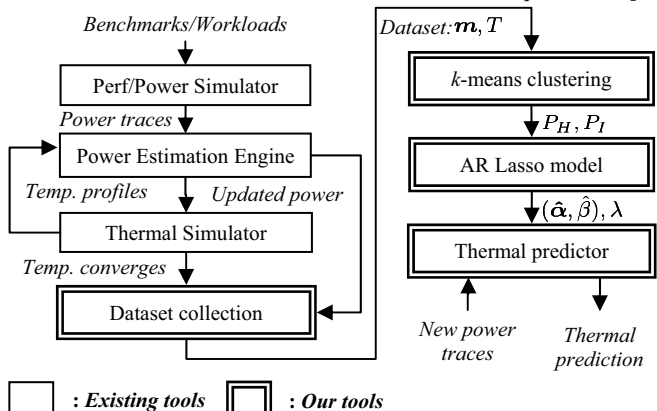 Benchmarks/Workloads
Perf/Power Simulator
Power traces
Power Estimation Engine
Temp. profiles
Updated power
Thermal Simulator
Temp. converges
Dataset collection
Dataset: m, T
k-means clustering
P_H, P_I
AR Lasso model
(α̂, β̂), λ
Thermal predictor
New power
traces
Thermal
prediction
: Existing tools
: Our tools